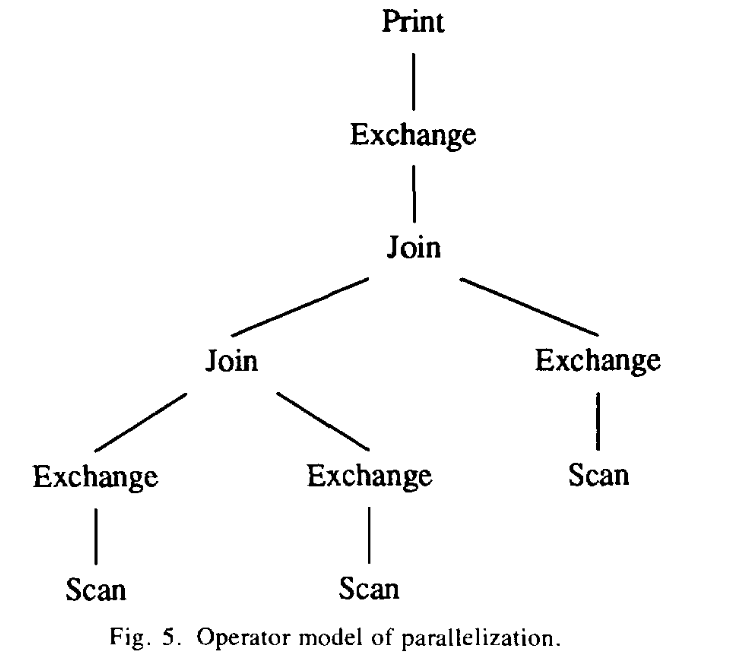 Print
Exchange
Join
Join Exchange
Exchange Exchange Scan
Scan Scan
Fig. 5. Operator model of parallelization.